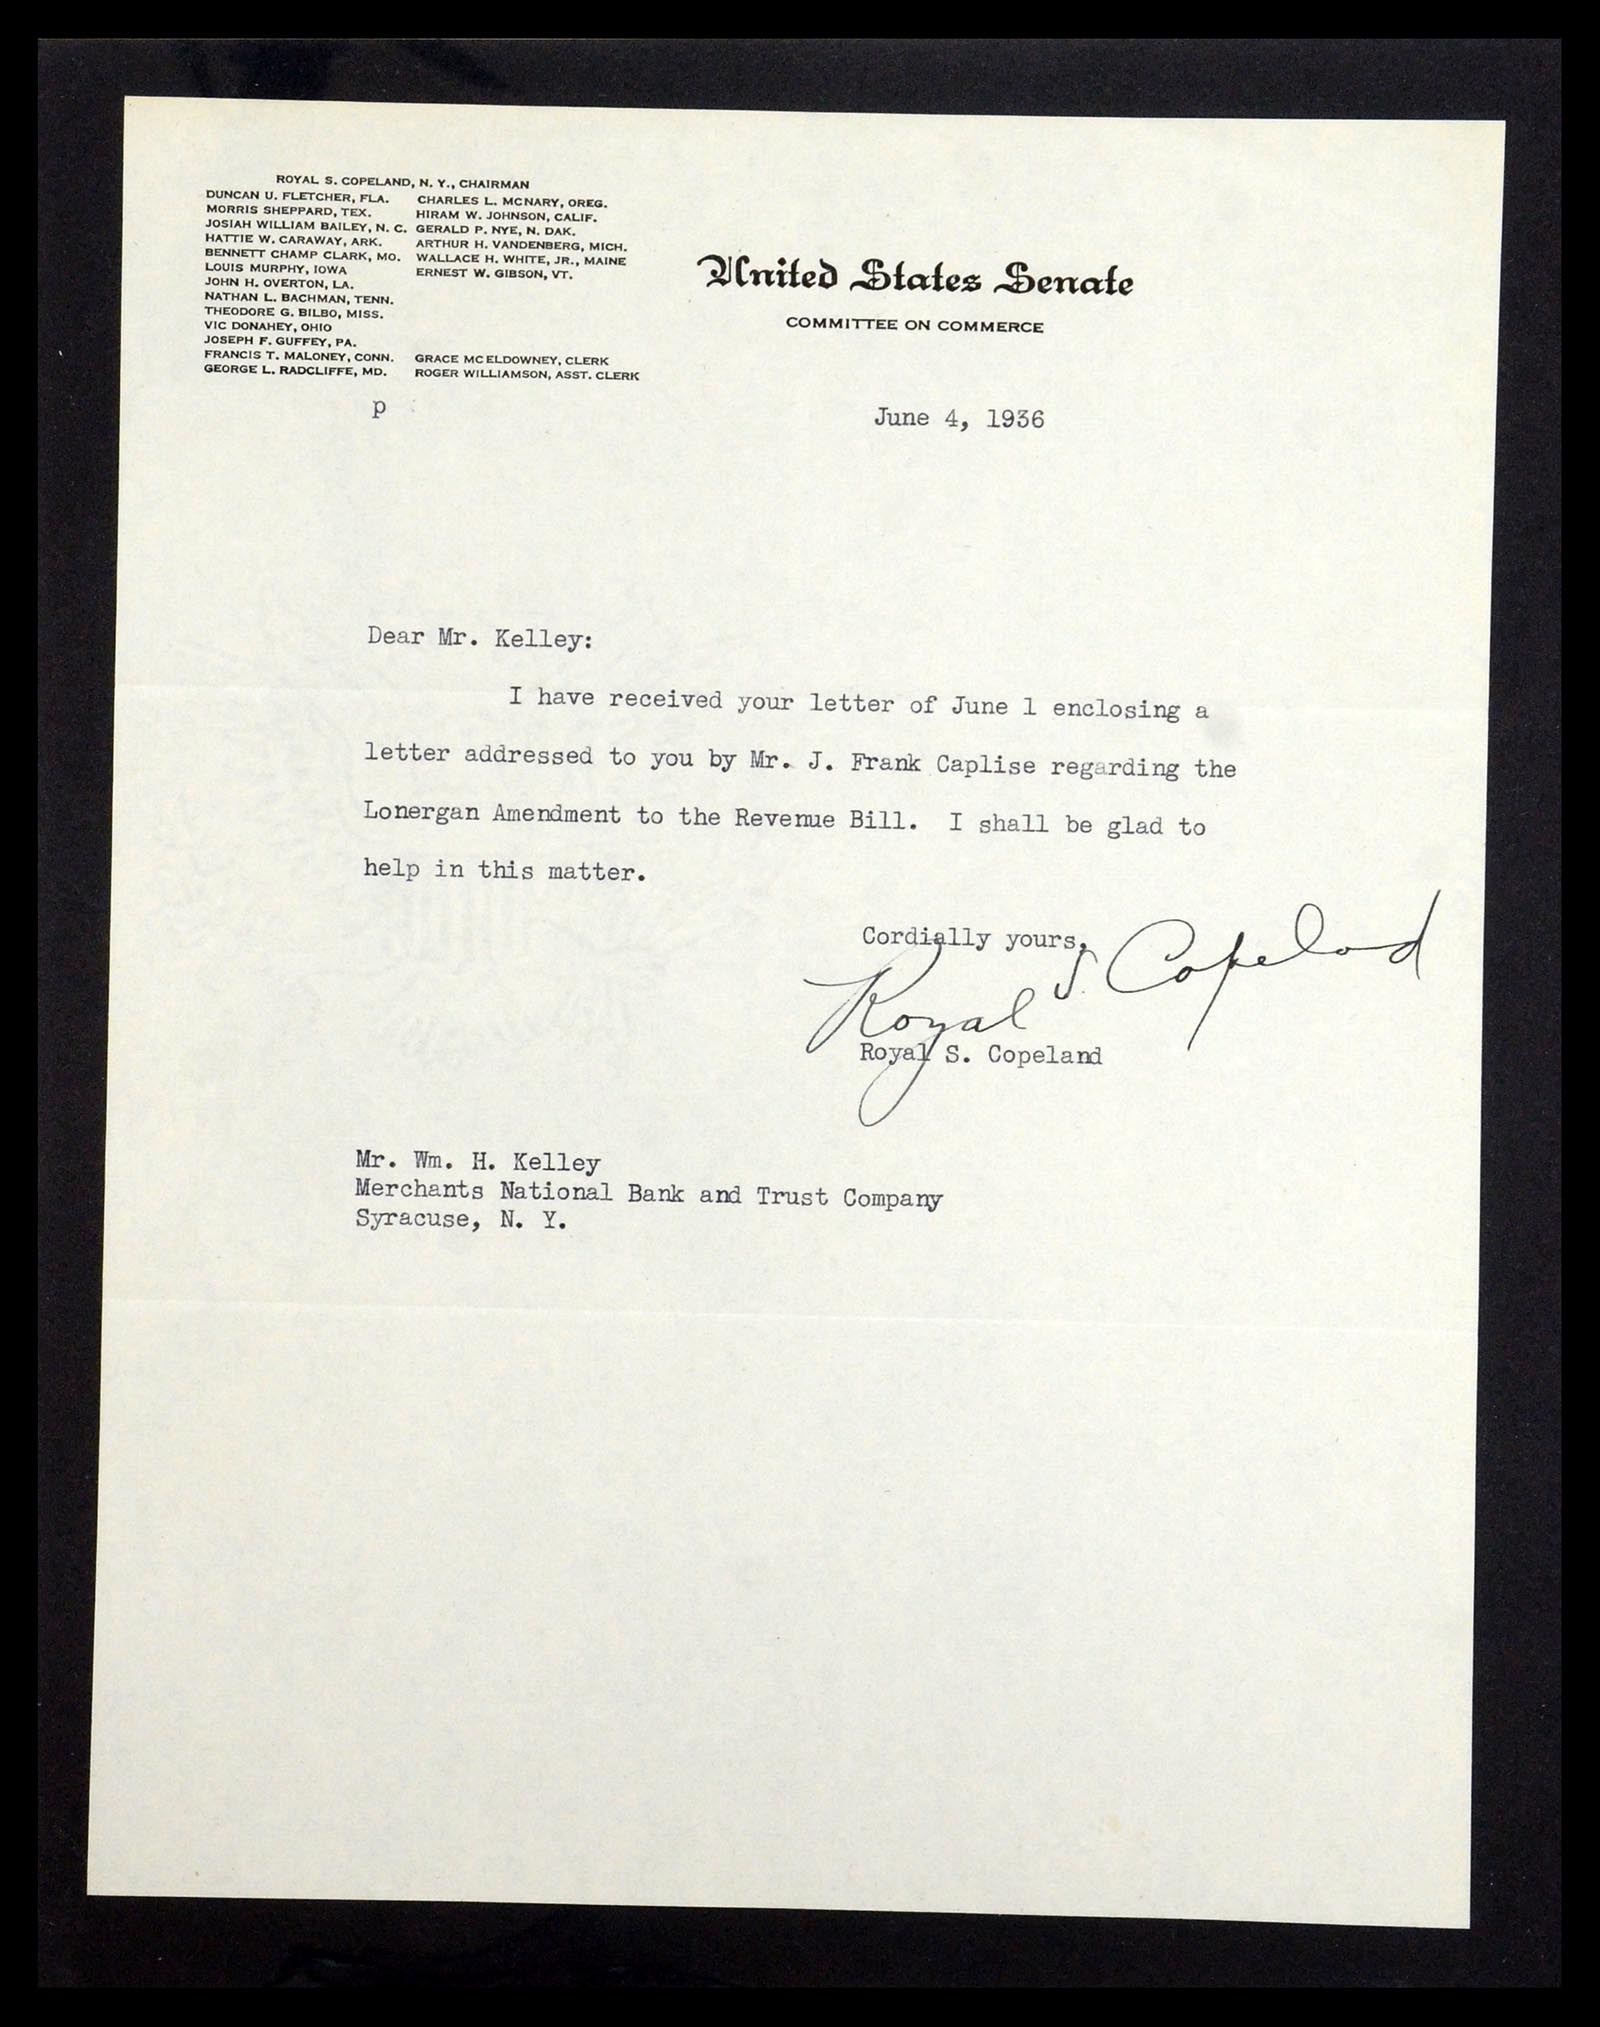 ROYAL S. COPELAND, N. Y., CHAIRMAN
DUNCAN U. FLETCHER, FLA.
MORRIS SHEPPARD, TEX.
JOSIAH WILLIAM BAILEY, N. C.
HATTIE W. CARAWAY, ARK.
BENNETT CHAMP CLARK, MO.
LOUIS MURPHY, IOWA
JOHN H. OVERTON, LA.
NATHAN L. BACHMAN, TENN.
THEODORE G. BILBO, MISS.
VIC DONAHEY, OHIO
JOSEPH F. GUFFEY, PA.
FRANCIS T. MALONEY, CONN.
GEORGE L. RADCLIFFE, MD.
CHARLES L. MCNARY, OREG.
HIRAM W. JOHNSON, CALIF.
GERALD P. NYE, N. DAK.
ARTHUR H. VANDENBERG, MICH.
WALLACE H. WHITE, JR., MAINE
ERNEST W. GIBSON, VT.
GRACE MCELDOWNEY, CLERK
ROGER WILLIAMSON, ASST. CLERK
United States Senate
COMMITTEE ON COMMERCE
p
June 4, 1936
Dear Mr. Kelley:
I have received your letter of June 1 enclosing a
letter addressed to you by Mr. J. Frank Caplise regarding the
Lonergan Amendment to the Revenue Bill. I shall be glad to
help in this matter.
Cordially yours,
Royal S. Copeland
Royal S. Copeland
Mr. Wm. H. Kelley
Merchants National Bank and Trust Company
Syracuse, N. Y.